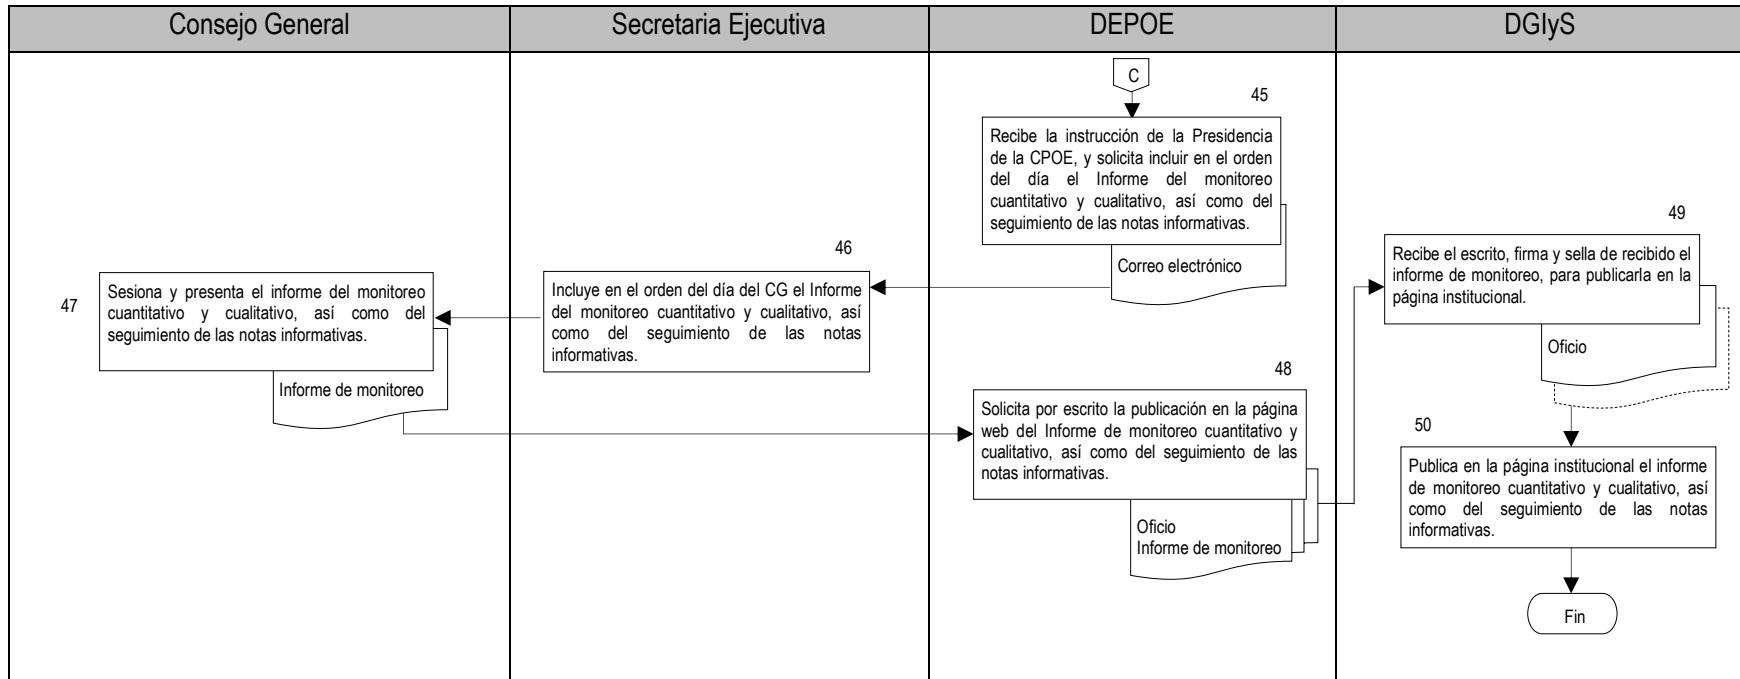 Consejo General
Secretaria Ejecutiva
DEPOE
DGIyS
C
45
Recibe la instrucción de la Presidencia
de la CPOE, y solicita incluir en el orden
del día el Informe del monitoreo
cuantitativo y cualitativo, así como del
seguimiento de las notas informativas.
Correo electrónico
46
Incluye en el orden del día del CG el Informe
del monitoreo cuantitativo y cualitativo, así
como del seguimiento de las notas
informativas.
47
Sesiona y presenta el informe del monitoreo
cuantitativo y cualitativo, así como del
seguimiento de las notas informativas.
Informe de monitoreo
48
Solicita por escrito la publicación en la página
web del Informe de monitoreo cuantitativo y
cualitativo, así como del seguimiento de las
notas informativas.
Oficio
Informe de monitoreo
49
Recibe el escrito, firma y sella de recibido el
informe de monitoreo, para publicarla en la
página institucional.
Oficio
50
Publica en la página institucional el informe
de monitoreo cuantitativo y cualitativo, así
como del seguimiento de las notas
informativas.
Fin